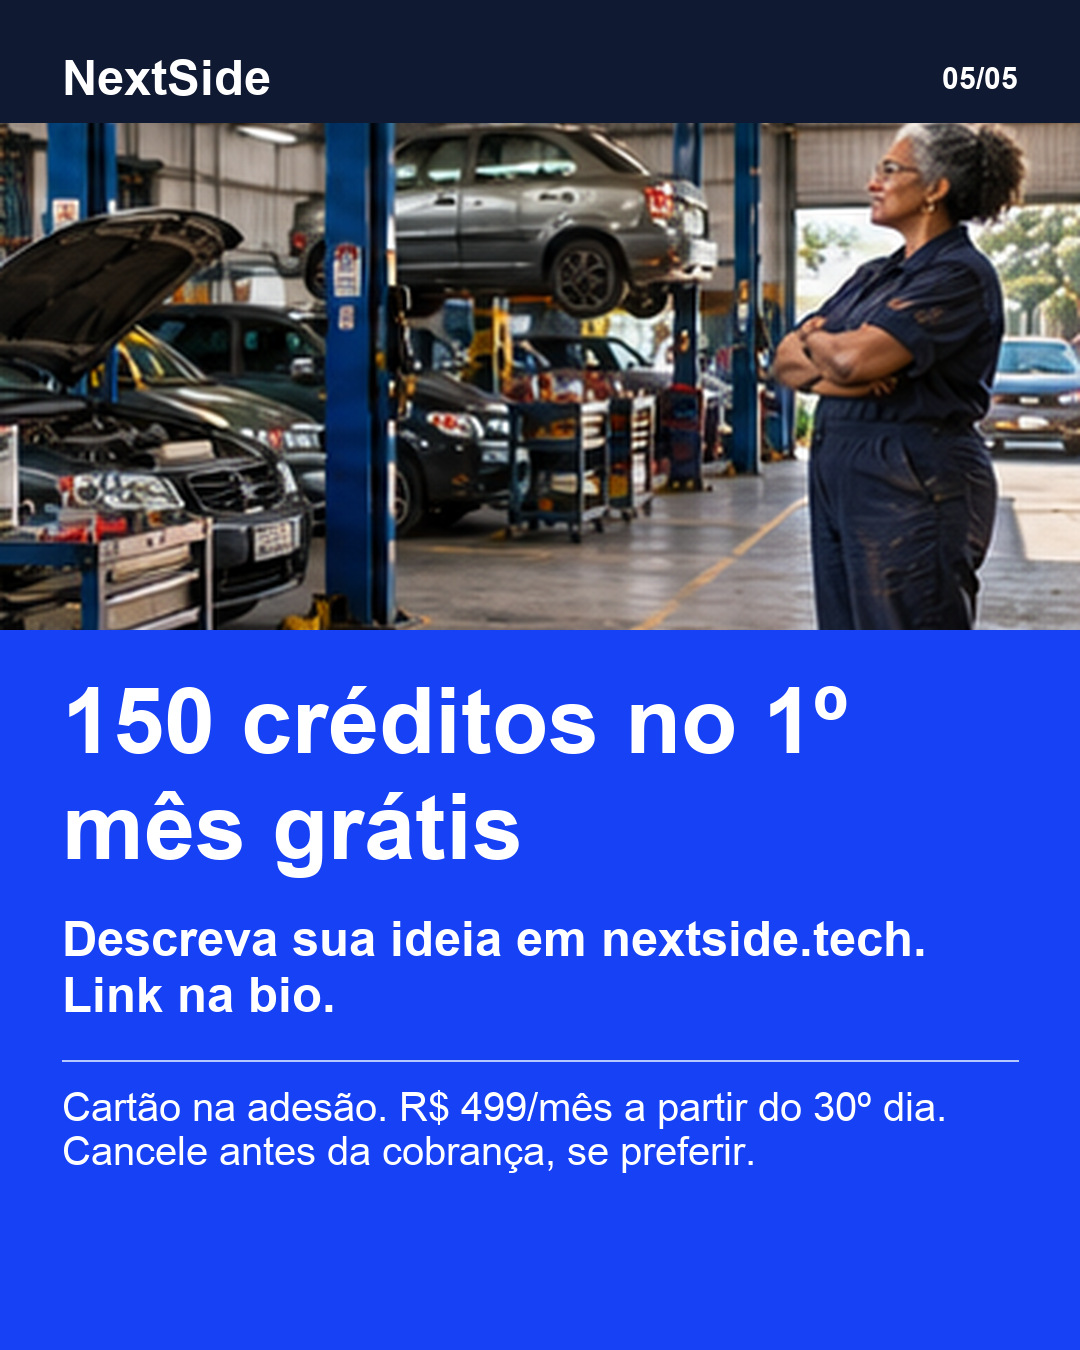 NextSide
05/05
150 créditos no 1º
mês grátis
Descreva sua ideia em nextside.tech.
Link na bio.
Cartão na adesão. R$ 499/mês a partir do 30º dia.
Cancele antes da cobrança, se preferir.